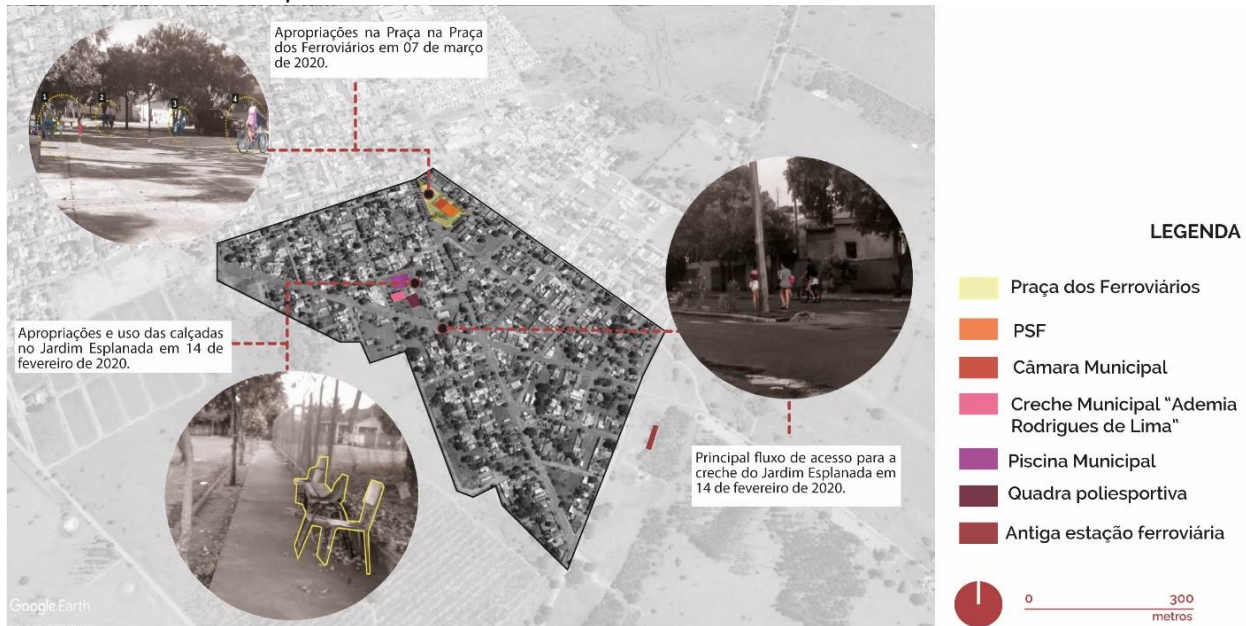 Apropriações na Praça na Praça
dos Ferroviários em 07 de março
de 2020.
1
2
3
4
Apropriações e uso das calçadas
no Jardim Esplanada em 14 de
fevereiro de 2020.
Principal fluxo de acesso para a
creche do Jardim Esplanada em
14 de fevereiro de 2020.
Google Earth
LEGENDA
Praça dos Ferroviários
PSF
Câmara Municipal
Creche Municipal “Ademia
Rodrigues de Lima”
Piscina Municipal
Quadra poliesportiva
Antiga estação ferroviária
0 300
metros